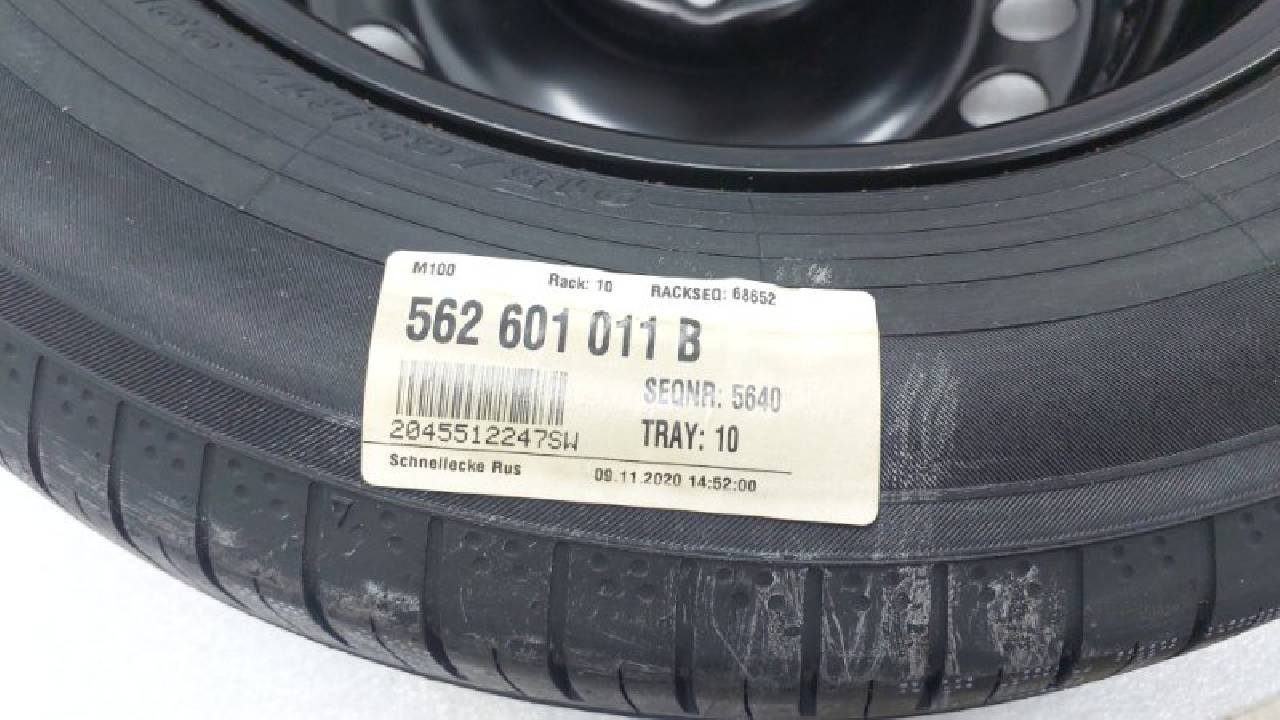 M100 Rack: 10 RACKSEQ: 68652
562 601 011 B
SEQNR: 5640
2045512247SW TRAY: 10
Schnellecke Rus 09.11.2020 14:52:00